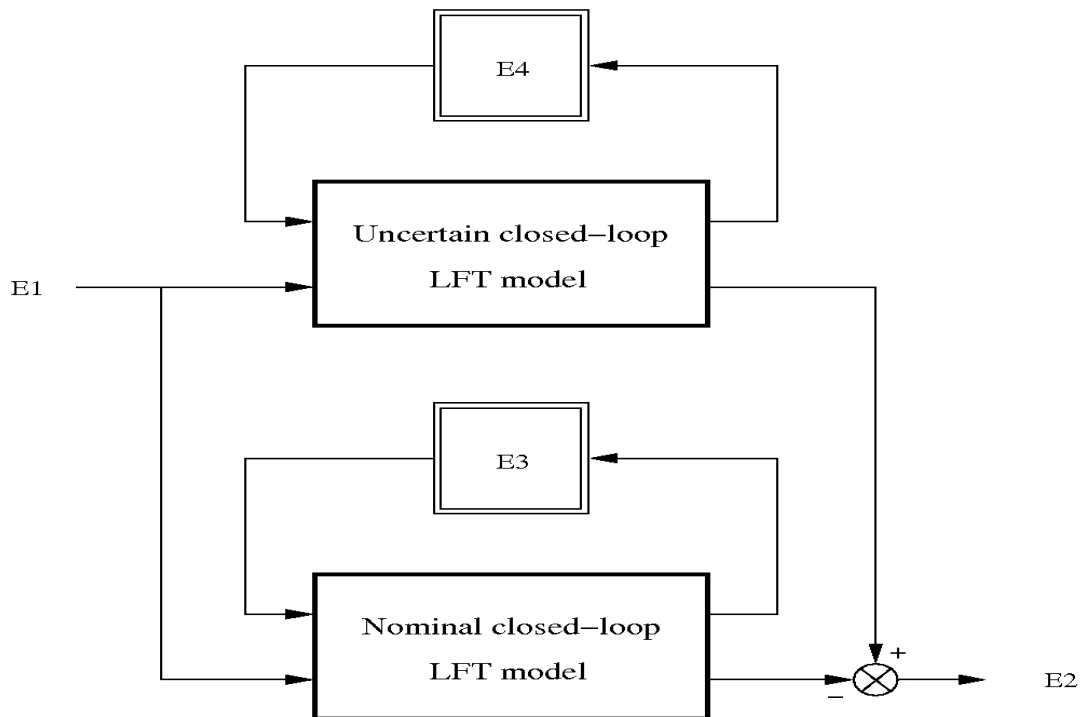 E4
Uncertain closed−loop
LFT model
E1
E3
Nominal closed−loop
LFT model
+
−
E2